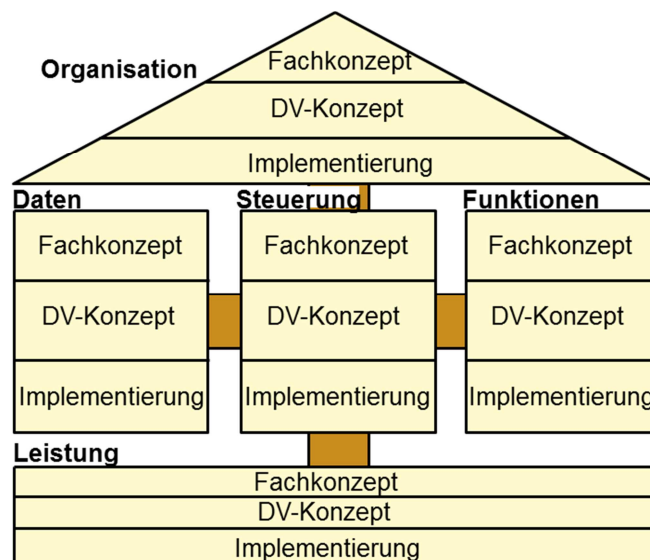 Organisation
Fachkonzept
DV-Konzept
Implementierung
Daten
Fachkonzept
DV-Konzept
Implementierung
Steuerung
Fachkonzept
DV-Konzept
Implementierung
Funktionen
Fachkonzept
DV-Konzept
Implementierung
Leistung
Fachkonzept
DV-Konzept
Implementierung